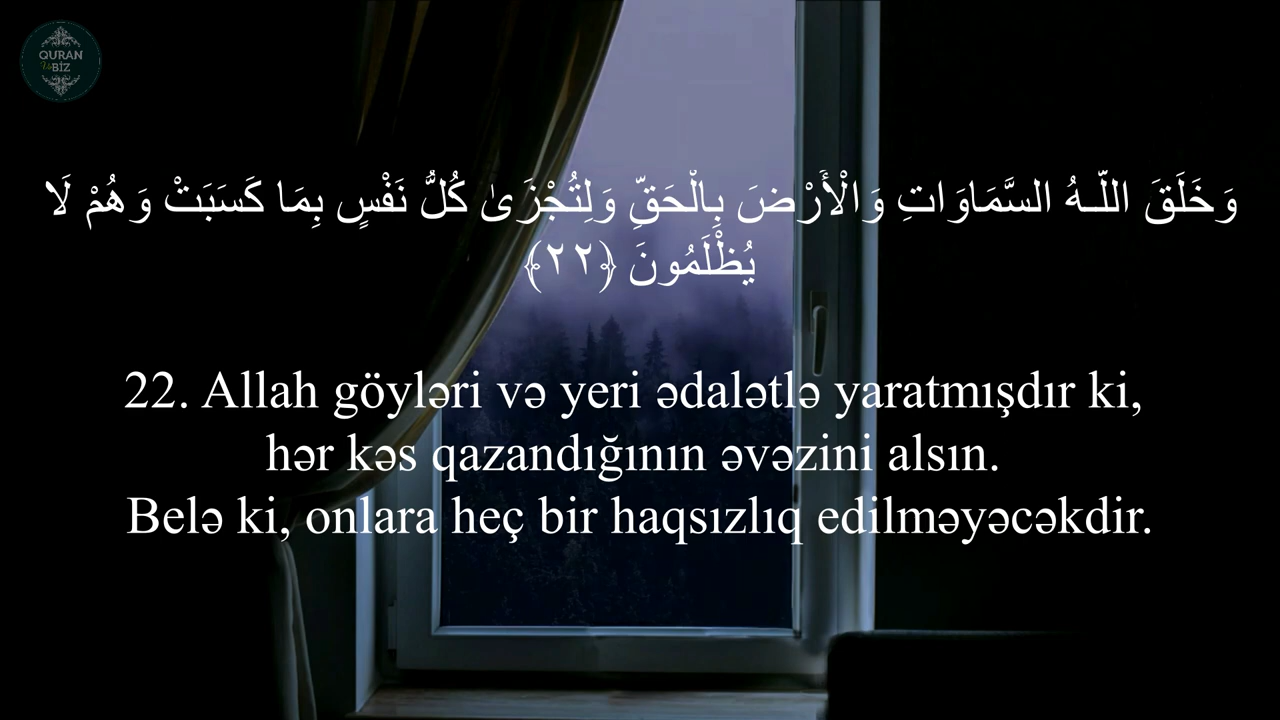 QURAN
Və
BİZ
وَخَلَقَ اللَّـهُ السَّمَاوَاتِ وَالْأَرْضَ بِالْحَقِّ وَلِتُجْزَىٰ كُلُّ نَفْسٍ بِمَا كَسَبَتْ وَهُمْ لَا
يُظْلَمُونَ ﴿٢٢﴾
22. Allah göyləri və yeri ədalətlə yaratmışdır ki,
hər kəs qazandığının əvəzini alsın.
Belə ki, onlara heç bir haqsızlıq edilməyəcəkdir.